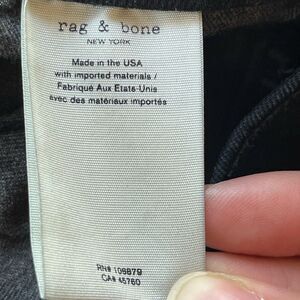 rag & bone
NEW YORK
Made in the USA
with imported materials /
Fabriqué Aux Etats-Unis
avec des matériaux importés
RN# 109879
CA# 45760